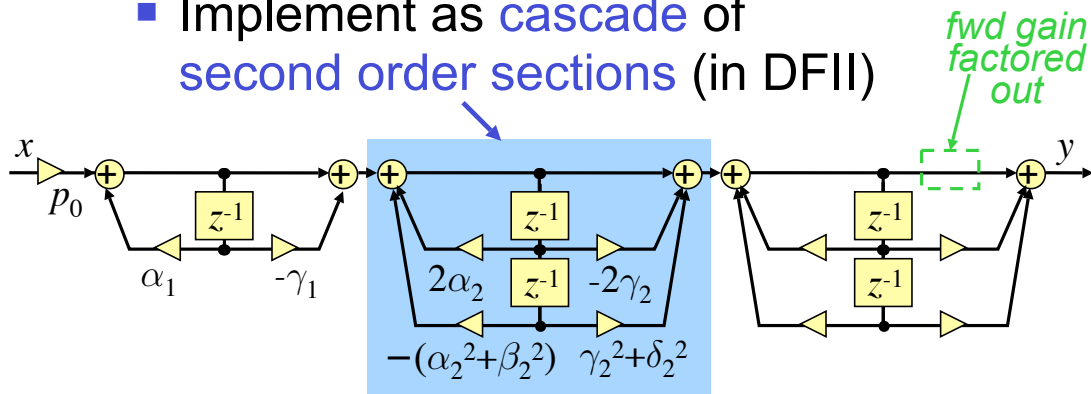 Implement as cascade of
second order sections (in DFII)
fwd gain
factored
out
x
p₀
y
z⁻¹
α₁
-γ₁
z⁻¹
2α₂
-2γ₂
z⁻¹
−(α₂²+β₂²)
γ₂²+δ₂²
z⁻¹
z⁻¹